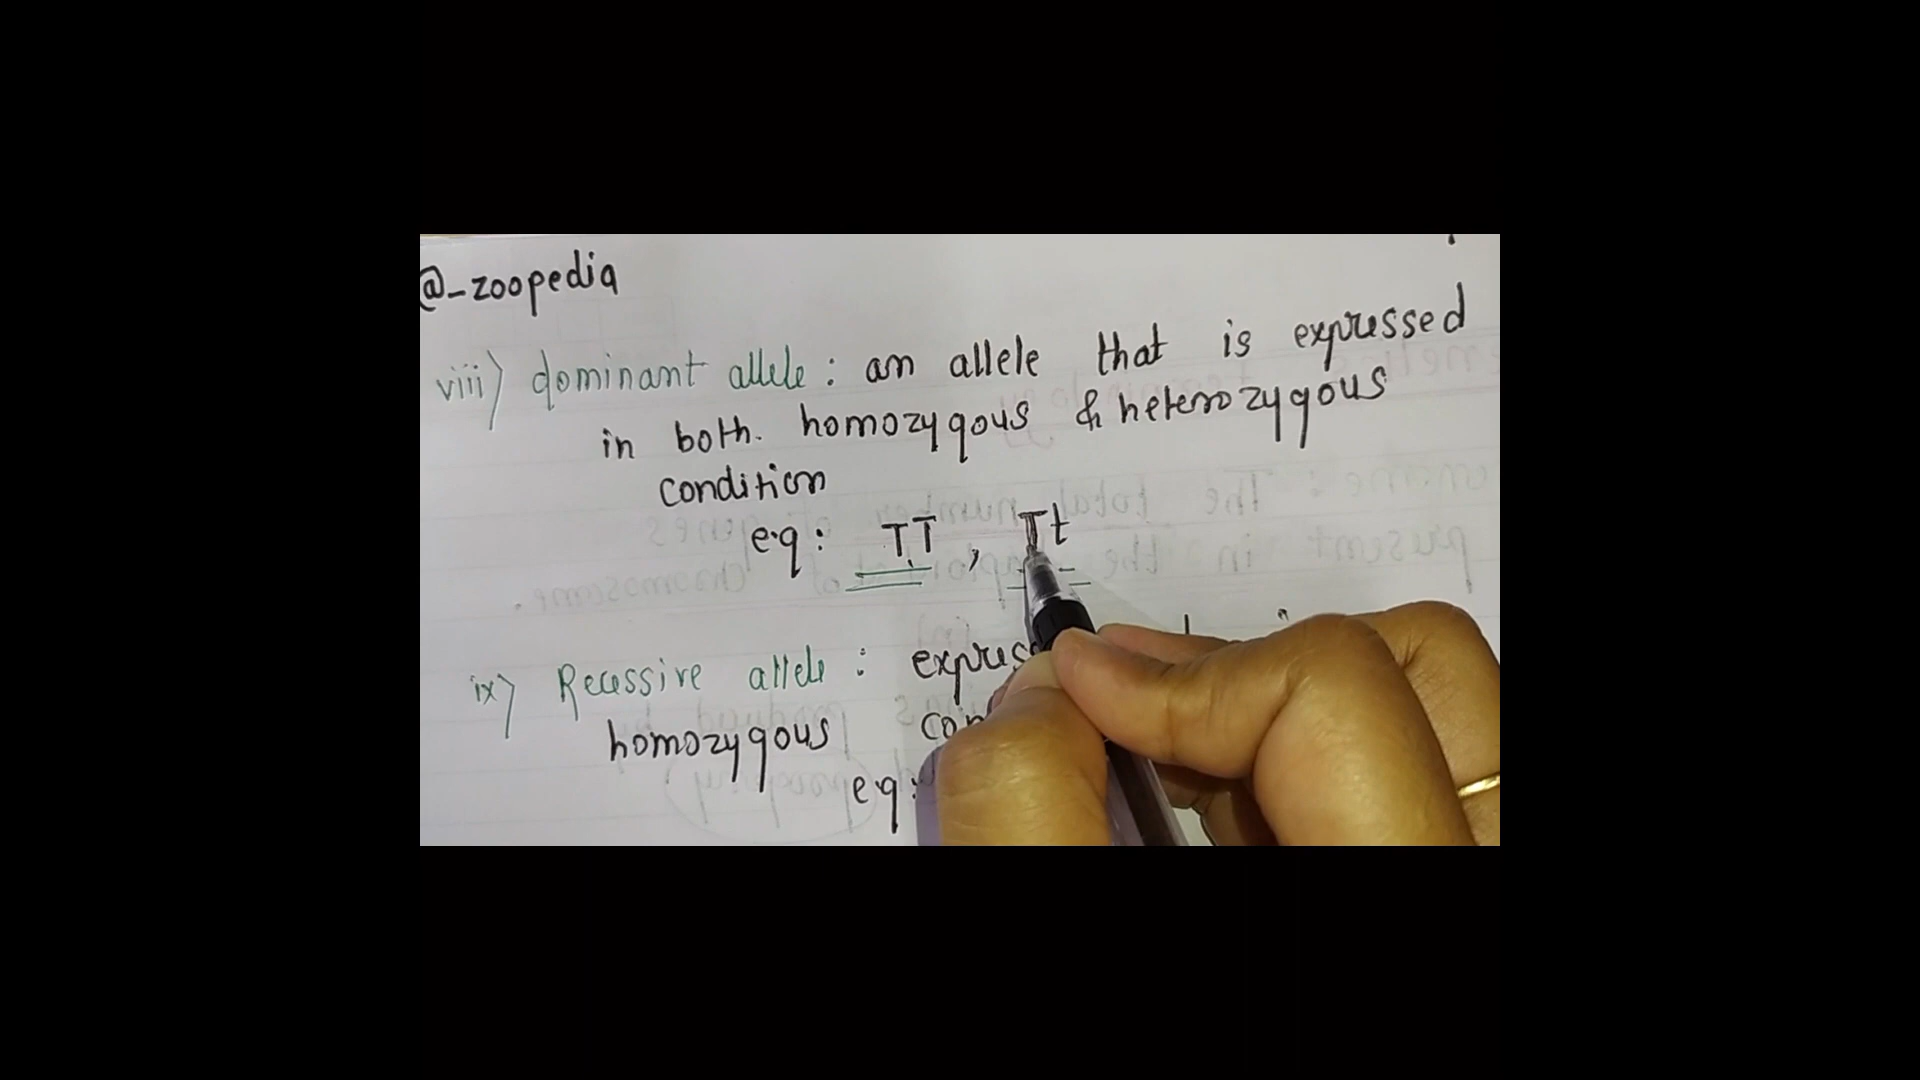 @_zoopedia
viii) dominant allele : an allele that is expressed
in both homozygous & heterozygous
condition
eg : TT , Tt
ix) Recessive allele :
homozygous
eg :